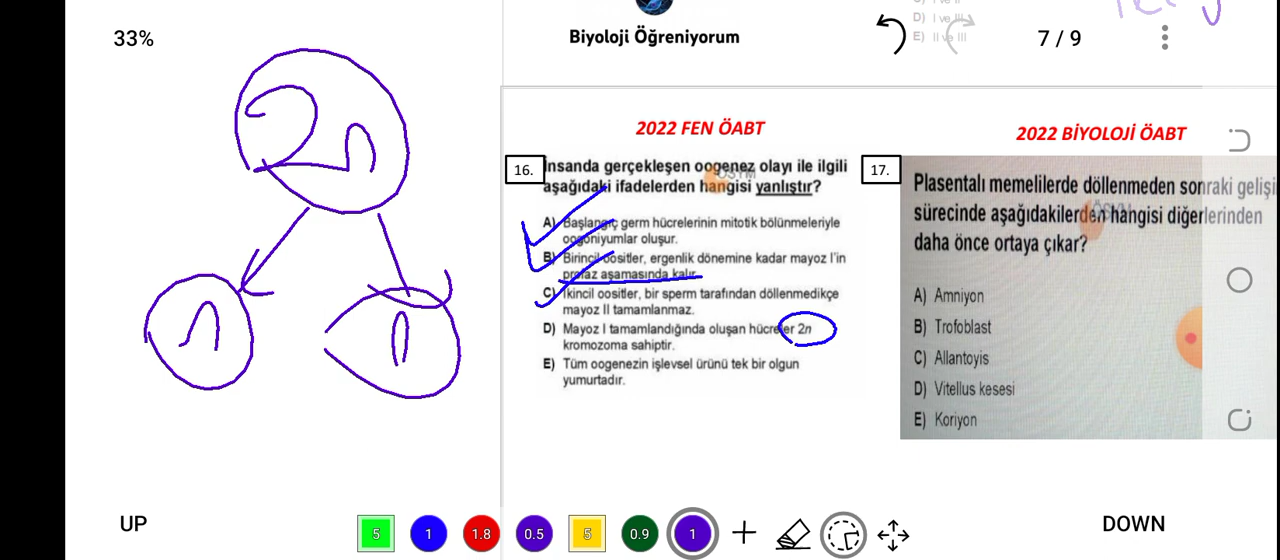 33%
Biyoloji Öğreniyorum
D) I ve III
E) II ve III
7 / 9
2n
n
n
2022 FEN ÖABT
16.
İnsanda gerçekleşen oogenez olayı ile ilgili
aşağıdaki ifadelerden hangisi yanlıştır?
A) Başlangıç germ hücrelerinin mitotik bölünmeleriyle
oogoniyumlar oluşur.
B) Birincil oositler, ergenlik dönemine kadar mayoz I'in
profaz aşamasında kalır.
C) İkincil oositler, bir sperm tarafından döllenmedikçe
mayoz II tamamlanmaz.
D) Mayoz I tamamlandığında oluşan hücreler 2n
kromozoma sahiptir.
E) Tüm oogenezin işlevsel ürünü tek bir olgun
yumurtadır.
2022 BİYOLOJİ ÖABT
17.
Plasentalı memelilerde döllenmeden sonraki gelişi
sürecinde aşağıdakilerden hangisi diğerlerinden
daha önce ortaya çıkar?
A) Amniyon
B) Trofoblast
C) Allantoyis
D) Vitellus kesesi
E) Koriyon
UP
5
1
1.8
0.5
5
0.9
1
DOWN